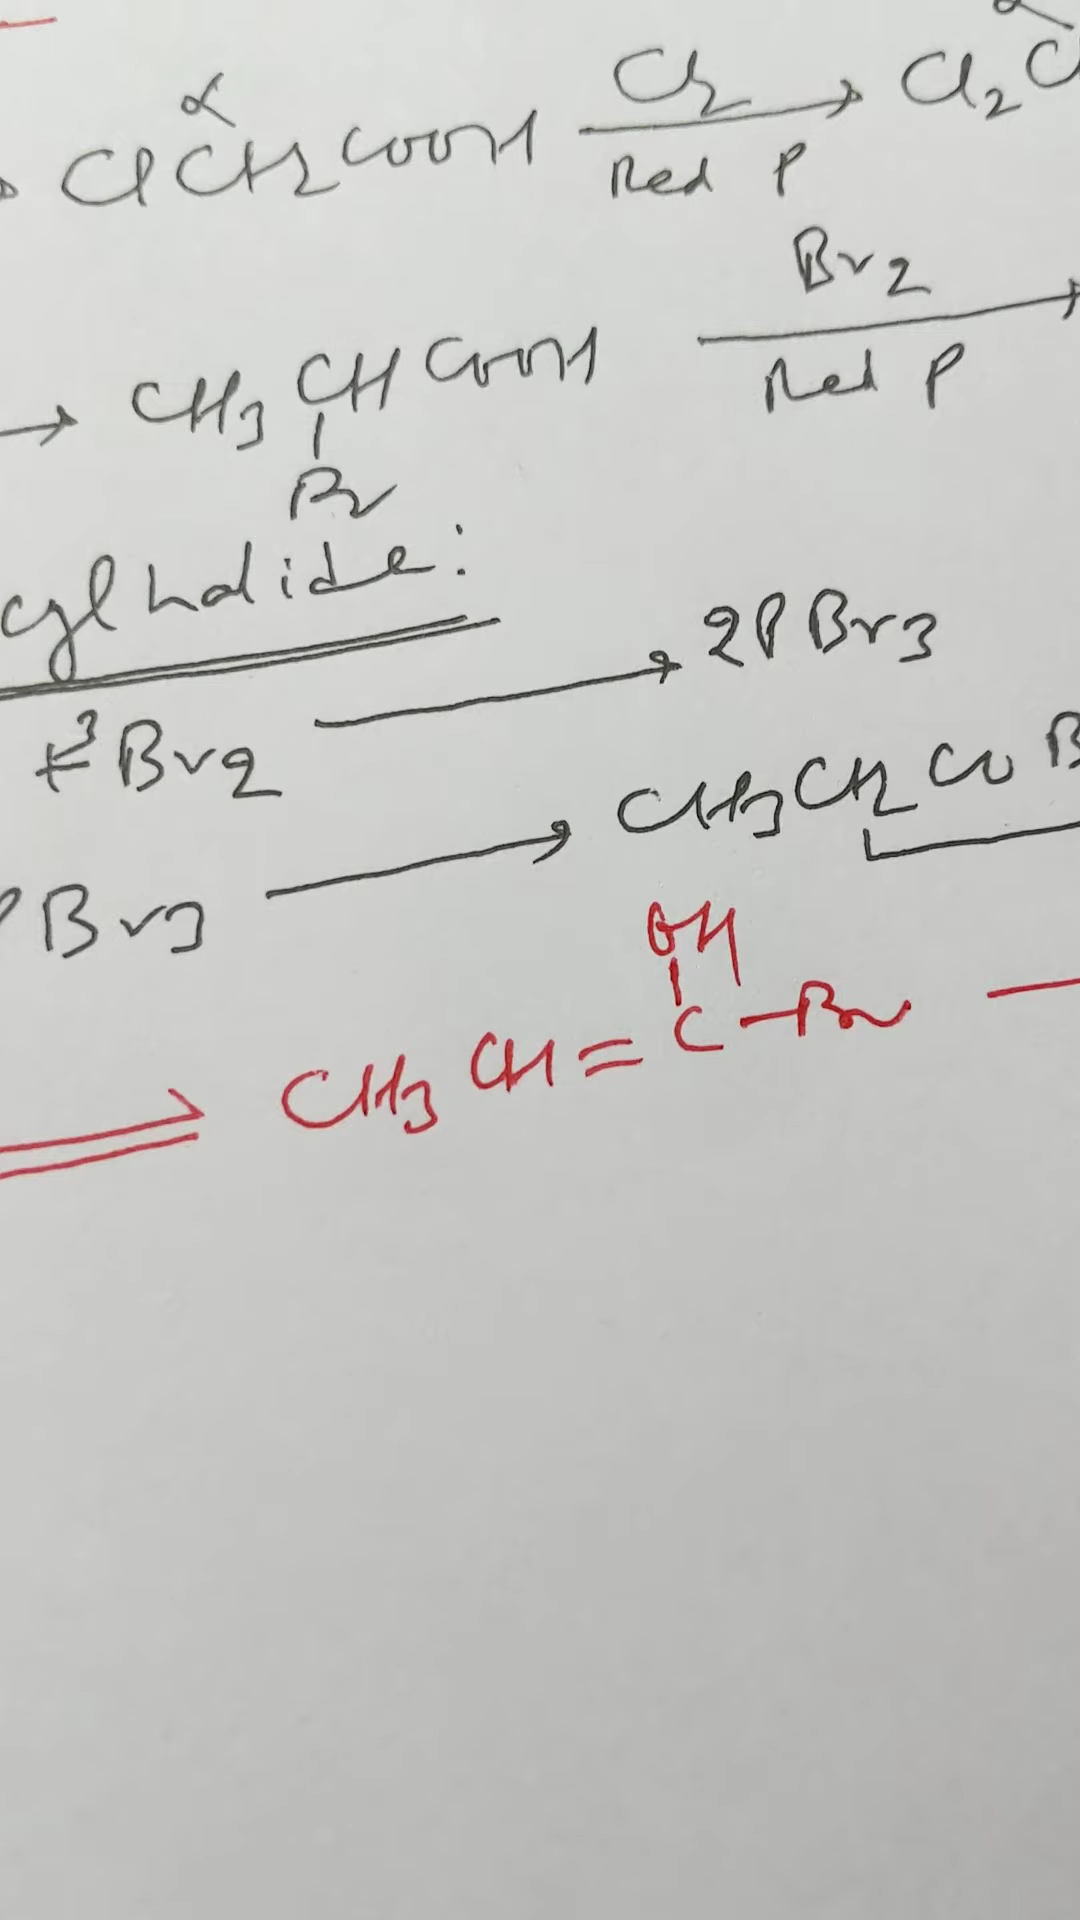 α α
→ ClCH2COOH —Cl2/Red P→ Cl2C
→ CH3CHCOOH —Br2/Red P→
|
Br
cyl halide:
+3Br2 → 2PBr3
PBr3 → CH3CH2COB
OH
|
⇌ CH3CH=C-Br —